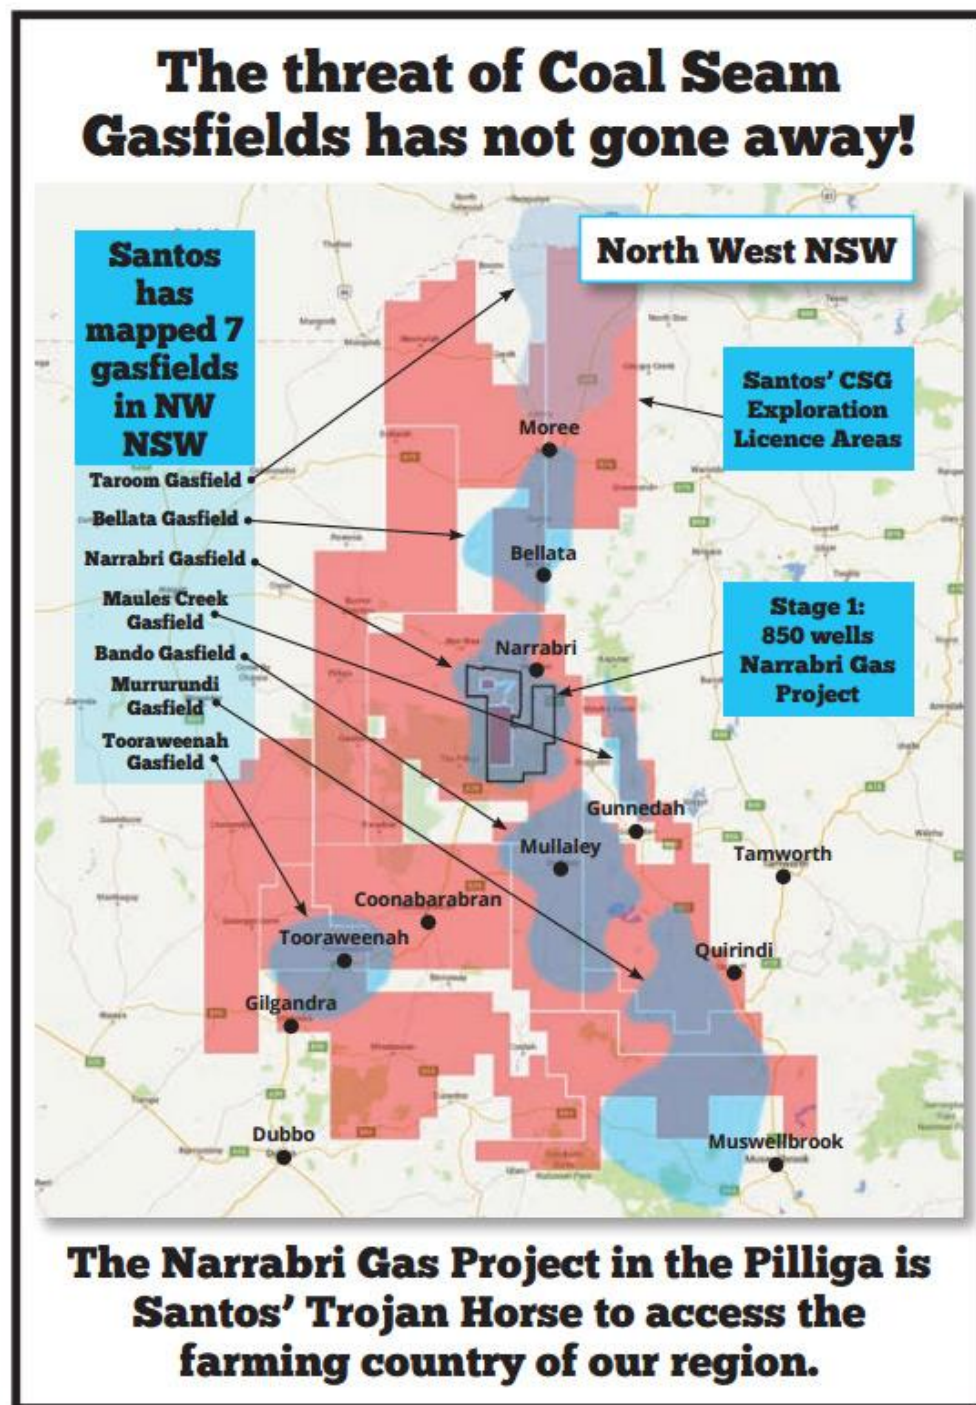 The threat of Coal Seam
Gasfields has not gone away!
North West NSW
Santos
has
mapped 7
gasfields
in NW
NSW
Taroom Gasfield
Bellata Gasfield
Narrabri Gasfield
Maules Creek
Gasfield
Bando Gasfield
Murrurundi
Gasfield
Tooraweenah
Gasfield
Santos' CSG
Exploration
Licence Areas
Stage 1:
850 wells
Narrabri Gas
Project
Moree
Bellata
Narrabri
Gunnedah
Mullaley
Tamworth
Coonabarabran
Tooraweenah
Quirindi
Gilgandra
Dubbo
Muswellbrook
The Narrabri Gas Project in the Pilliga is
Santos' Trojan Horse to access the
farming country of our region.